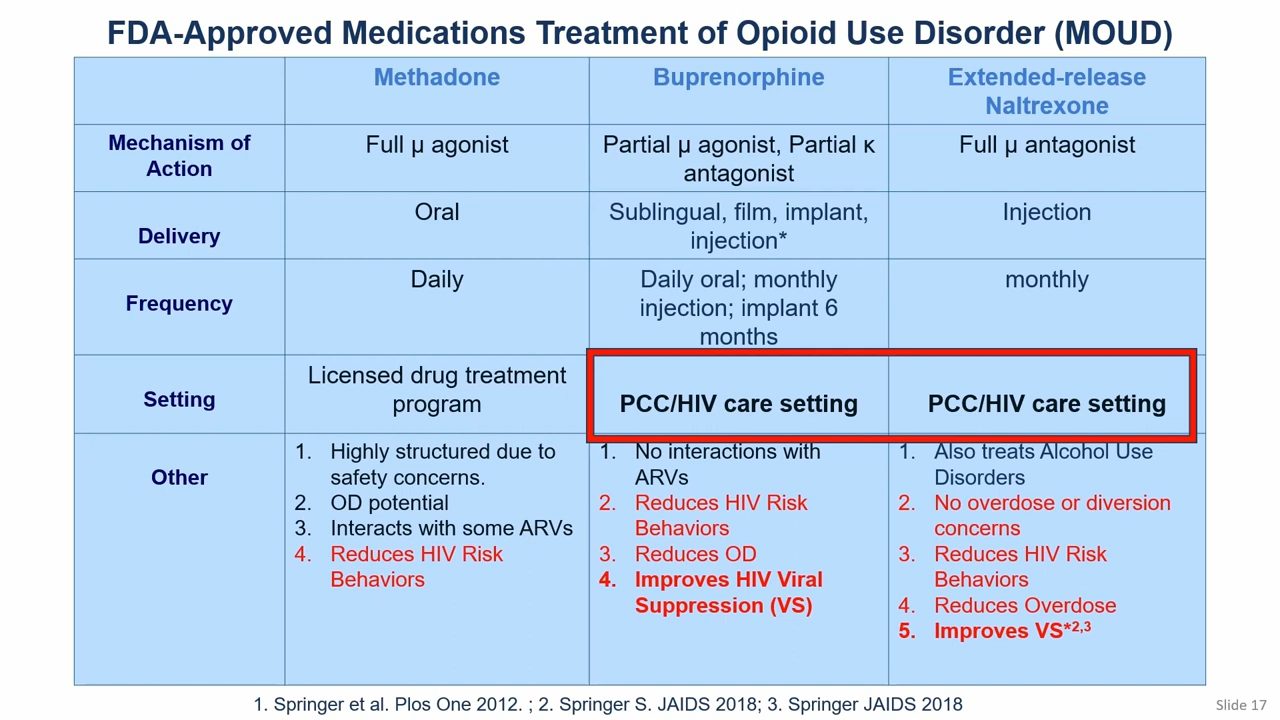 FDA-Approved Medications Treatment of Opioid Use Disorder (MOUD)
Methadone
Buprenorphine
Extended-release
Naltrexone
Mechanism of
Action
Full μ agonist
Partial μ agonist, Partial κ
antagonist
Full μ antagonist
Delivery
Oral
Sublingual, film, implant,
injection*
Injection
Frequency
Daily
Daily oral; monthly
injection; implant 6
months
monthly
Setting
Licensed drug treatment
program
PCC/HIV care setting
PCC/HIV care setting
Other
1. Highly structured due to
safety concerns.
2. OD potential
3. Interacts with some ARVs
4. Reduces HIV Risk
Behaviors
1. No interactions with
ARVs
2. Reduces HIV Risk
Behaviors
3. Reduces OD
4. Improves HIV Viral
Suppression (VS)
1. Also treats Alcohol Use
Disorders
2. No overdose or diversion
concerns
3. Reduces HIV Risk
Behaviors
4. Reduces Overdose
5. Improves VS*2,3
1. Springer et al. Plos One 2012. ; 2. Springer S. JAIDS 2018; 3. Springer JAIDS 2018
Slide 17